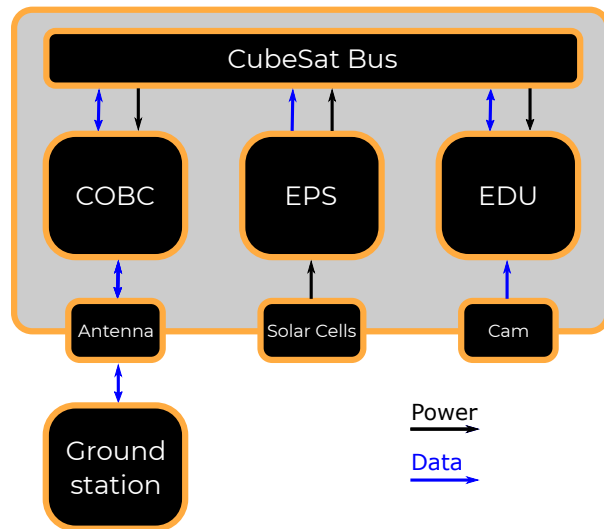 CubeSat Bus
COBC
EPS
EDU
Antenna
Solar Cells
Cam
Ground
station
Power
Data